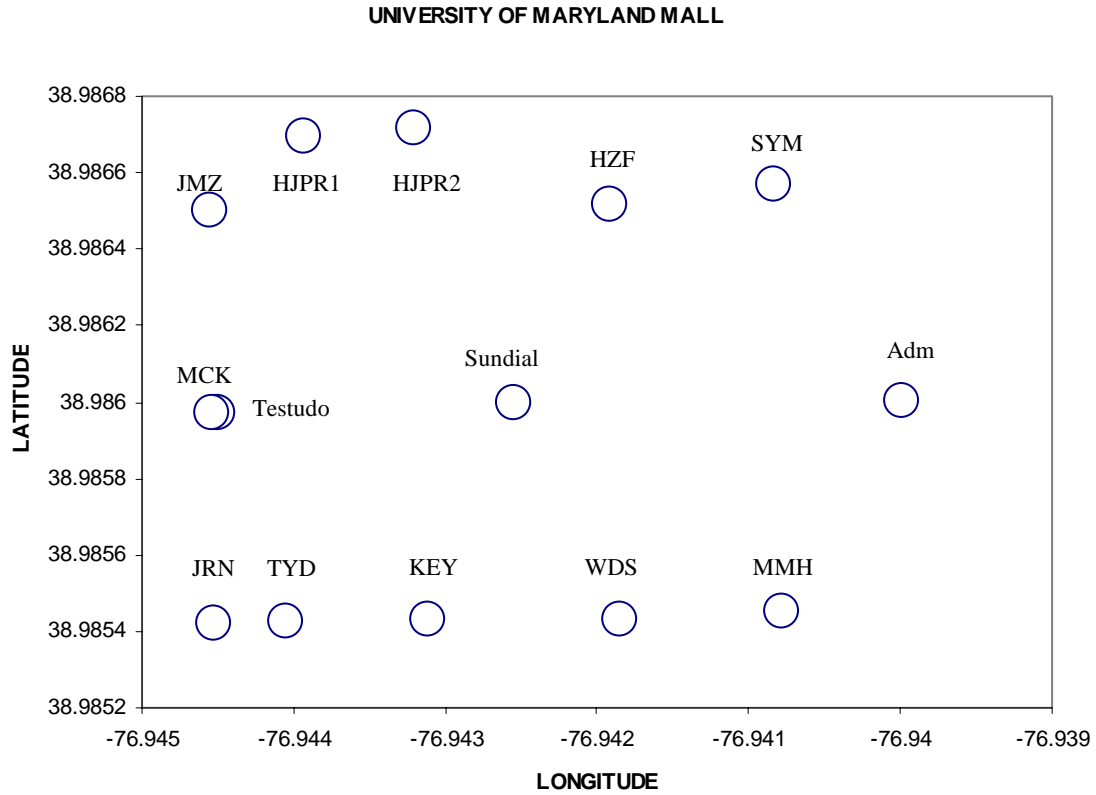 UNIVERSITY OF MARYLAND MALL
38.9868
SYM
HZF
38.9866
JMZ HJPR1 HJPR2
38.9864
38.9862
Sundial Adm
MCK
38.986
Testudo
LATITUDE
38.9858
38.9856
JRN TYD KEY WDS MMH
38.9854
38.9852
-76.945 -76.944 -76.943 -76.942 -76.941 -76.94 -76.939
LONGITUDE